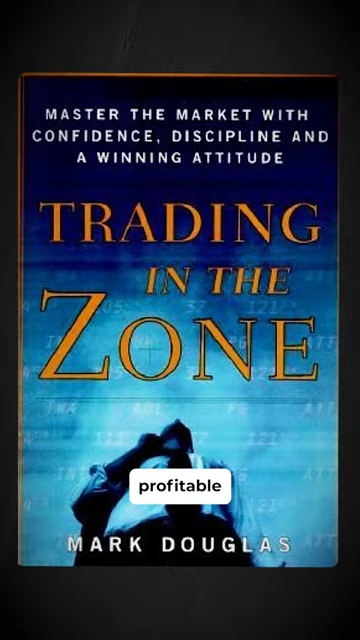 MASTER THE MARKET WITH
CONFIDENCE, DISCIPLINE AND
A WINNING ATTITUDE
TRADING
IN THE
ZONE
profitable
MARK DOUGLAS